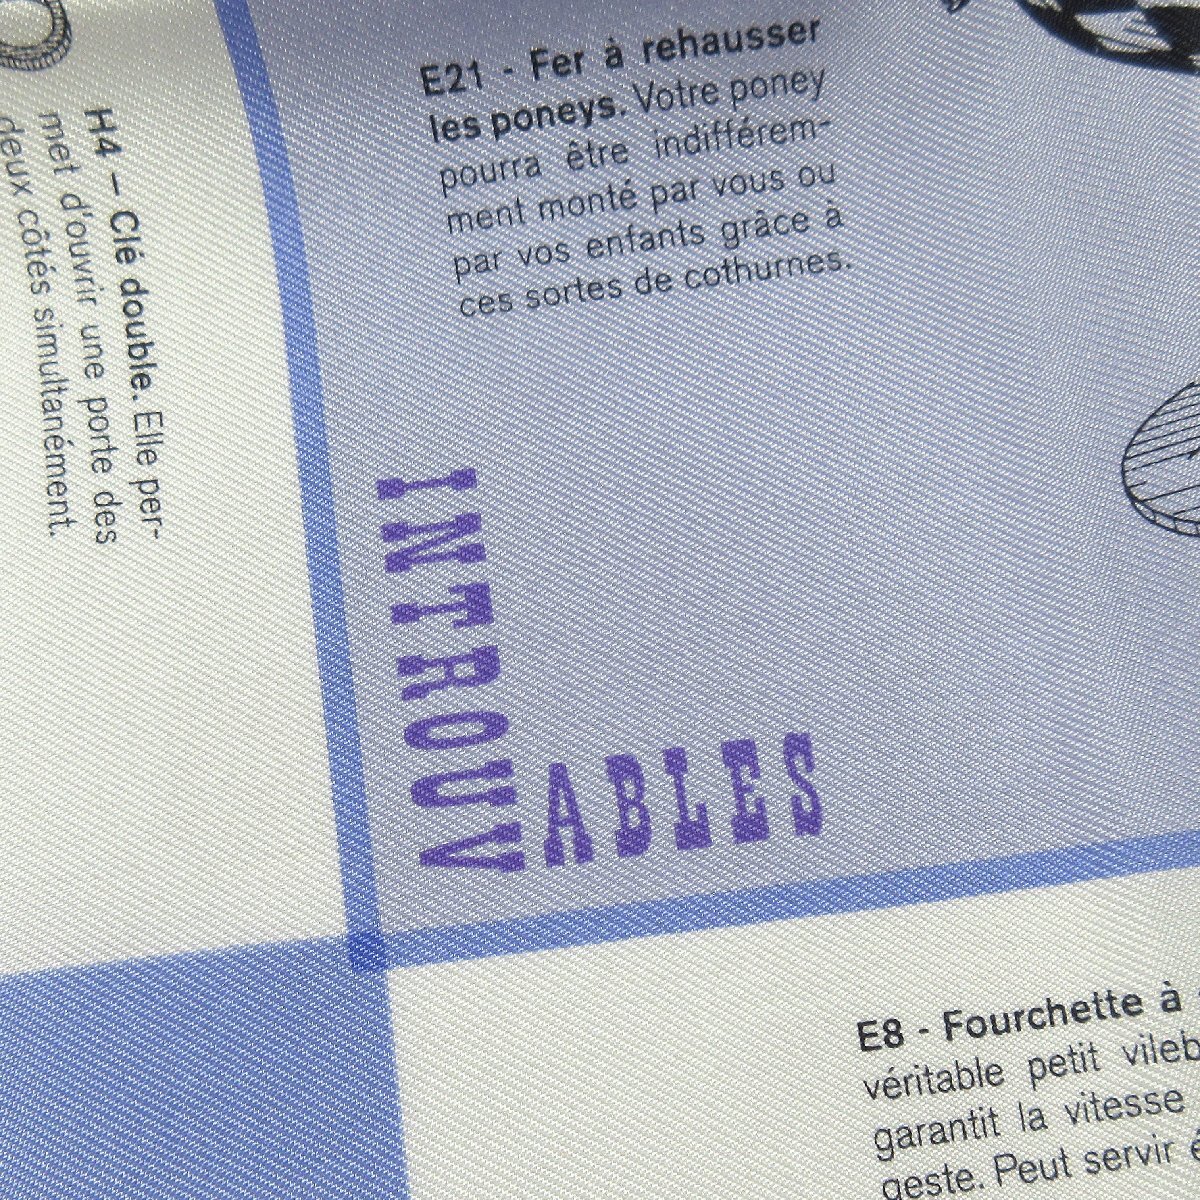 E21 - Fer à rehausser
les poneys. Votre poney
pourra être indifférem-
ment monté par vous ou
par vos enfants grâce à
ces sortes de cothurnes.
H4 – Clé double. Elle per-
met d'ouvrir une porte des
deux côtés simultanément.
INTROUV
ABLES
E8 - Fourchette à
véritable petit
garantit la vitesse
geste. Peut servir